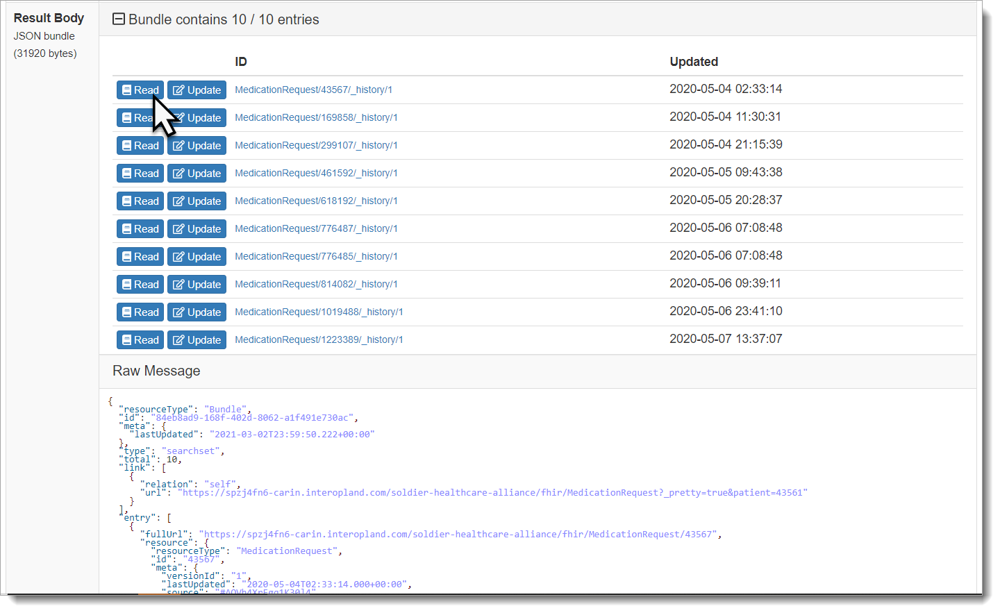 Result Body
JSON bundle
(31920 bytes)
Bundle contains 10 / 10 entries
ID Updated
Read Update MedicationRequest/43567/_history/1 2020-05-04 02:33:14
Read Update MedicationRequest/169858/_history/1 2020-05-04 11:30:31
Read Update MedicationRequest/299107/_history/1 2020-05-04 21:15:39
Read Update MedicationRequest/461592/_history/1 2020-05-05 09:43:38
Read Update MedicationRequest/618192/_history/1 2020-05-05 20:28:37
Read Update MedicationRequest/776487/_history/1 2020-05-06 07:08:48
Read Update MedicationRequest/776485/_history/1 2020-05-06 07:08:48
Read Update MedicationRequest/814082/_history/1 2020-05-06 09:39:11
Read Update MedicationRequest/1019488/_history/1 2020-05-06 23:41:10
Read Update MedicationRequest/1223389/_history/1 2020-05-07 13:37:07
Raw Message
{
"resourceType": "Bundle",
"id": "84eb8ad9-168f-402d-8062-a1f491e730ac",
"meta": {
"lastUpdated": "2021-03-02T23:59:50.222+00:00"
},
"type": "searchset",
"total": 10,
"link": [
{
"relation": "self",
"url": "https://spzj4fn6-carin.interopland.com/soldier-healthcare-alliance/fhir/MedicationRequest?_pretty=true&patient=43561"
}
],
"entry": [
{
"fullUrl": "https://spzj4fn6-carin.interopland.com/soldier-healthcare-alliance/fhir/MedicationRequest/43567",
"resource": {
"resourceType": "MedicationRequest",
"id": "43567",
"meta": {
"versionId": "1",
"lastUpdated": "2020-05-04T02:33:14.000+00:00",
"source":